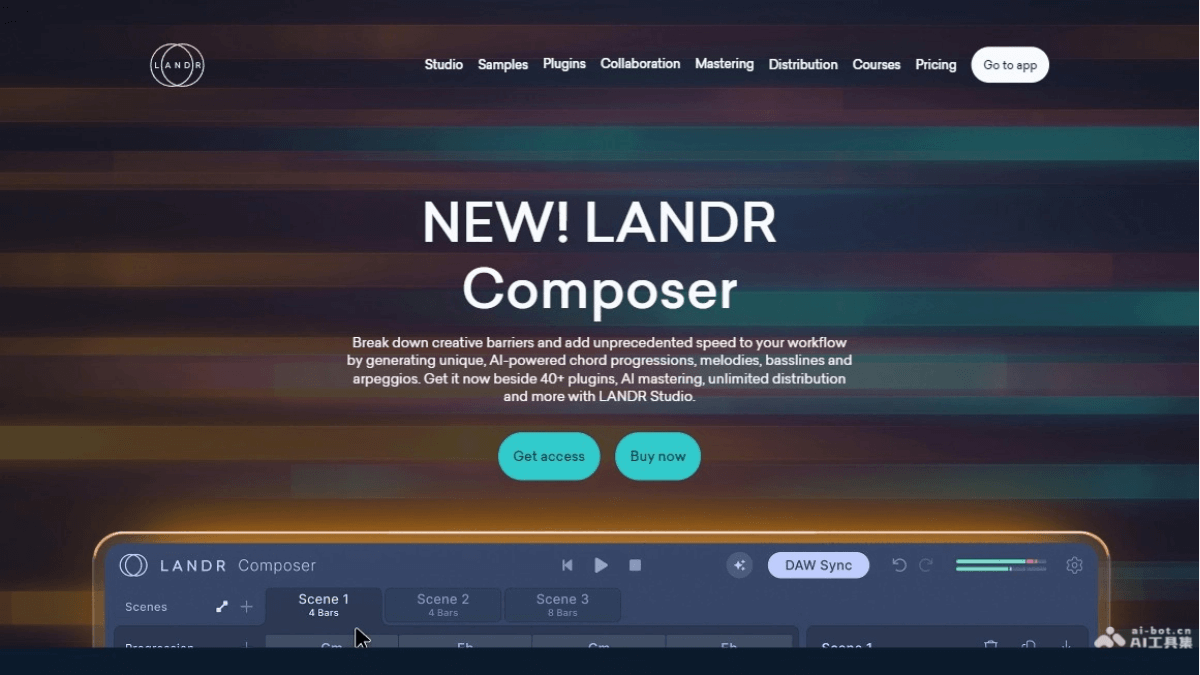 LANDR
Studio Samples Plugins Collaboration Mastering Distribution Courses Pricing Go to app
NEW! LANDR
Composer
Break down creative barriers and add unprecedented speed to your workflow
by generating unique, AI-powered chord progressions, melodies, basslines and
arpeggios. Get it now beside 40+ plugins, AI mastering, unlimited distribution
and more with LANDR Studio.
Get access Buy now
LANDR Composer DAW Sync
Scenes Scene 1 Scene 2 Scene 3
4 Bars 4 Bars 8 Bars
Progression Cm Eb Gm Eb Scene 1
ai-bot.cn
AI工具集